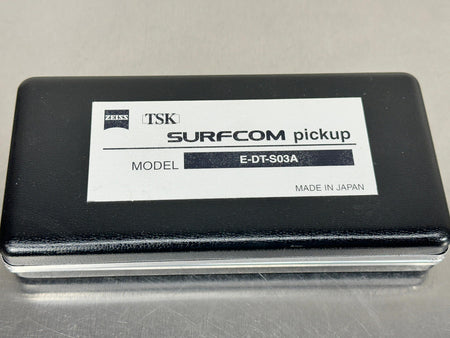 ZEISS TSK
SURFCOM pickup
MODEL E-DT-S03A
MADE IN JAPAN